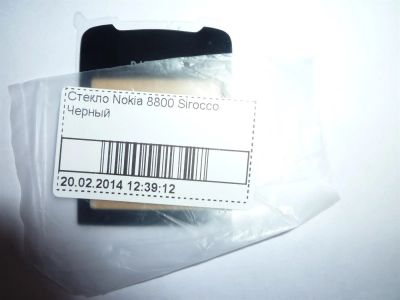 Стекло Nokia 8800 Sirocco
Черный
20.02.2014 12:39:12